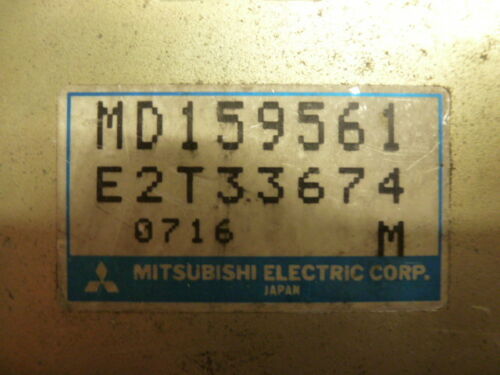 MD159561
E2T33674
0716 M
MITSUBISHI ELECTRIC CORP.
JAPAN